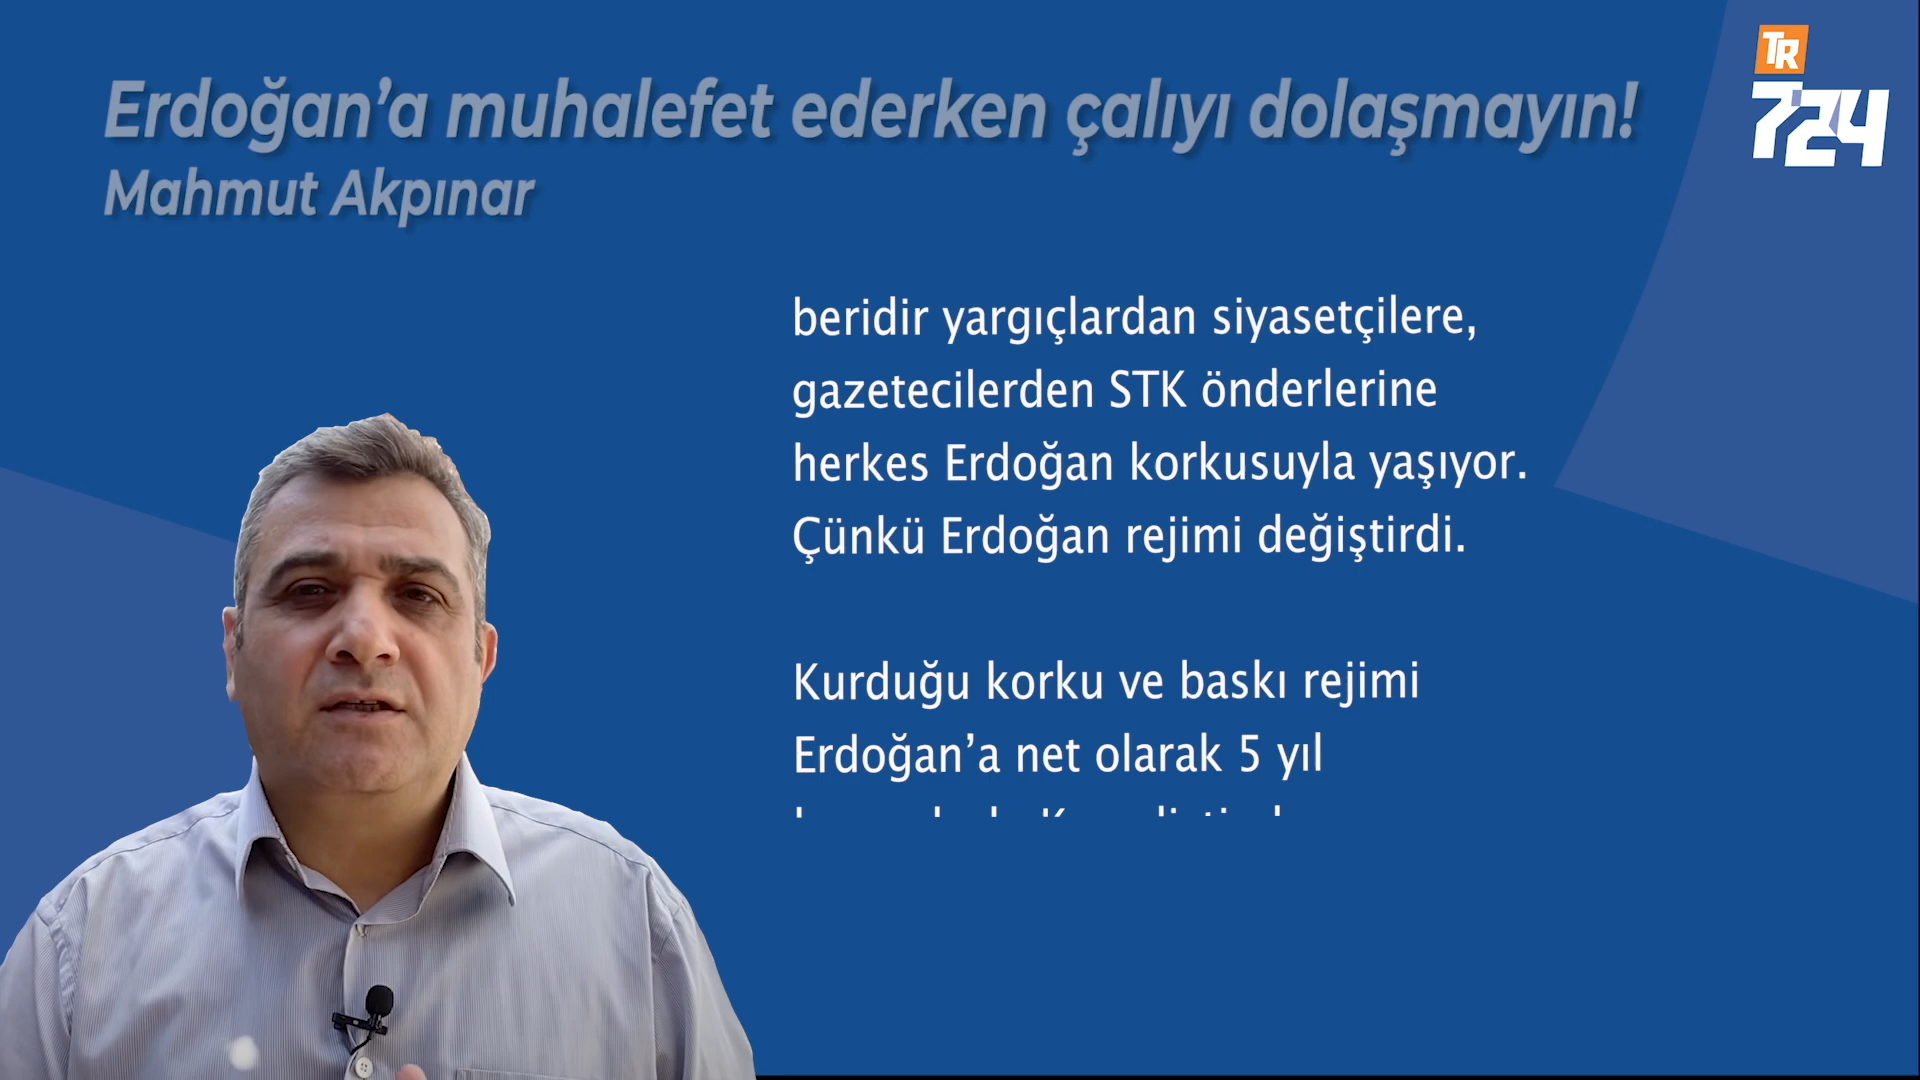 Erdoğan’a muhalefet ederken çalıyı dolaşmayın!
Mahmut Akpınar
TR
724
beridir yargıçlardan siyasetçilere,
gazetecilerden STK önderlerine
herkes Erdoğan korkusuyla yaşıyor.
Çünkü Erdoğan rejimi değiştirdi.
Kurduğu korku ve baskı rejimi
Erdoğan’a net olarak 5 yıl